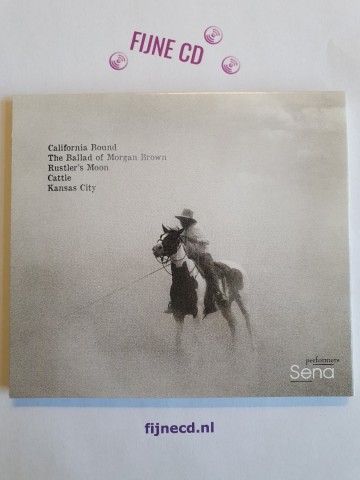 FIJNE CD
California Bound
The Ballad of Morgan Brown
Rustler's Moon
Cattle
Kansas City
performers
Sena
fijnecd.nl